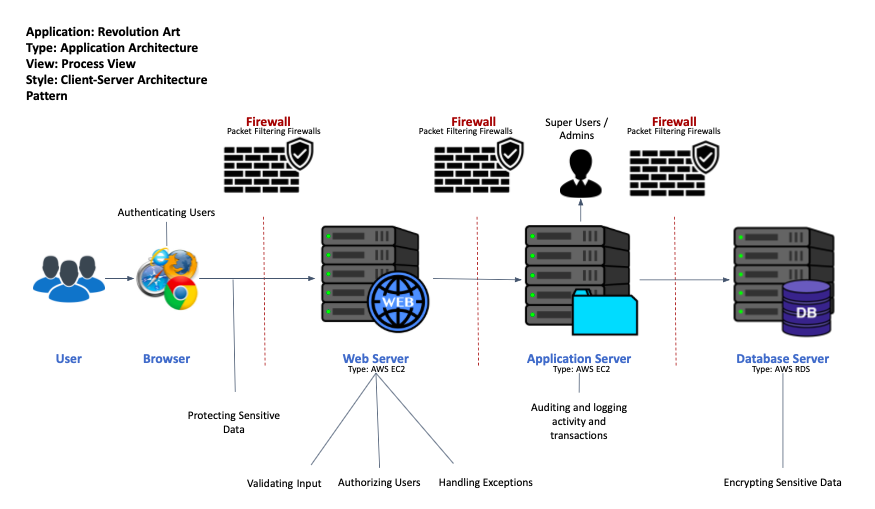 Application: Revolution Art
Type: Application Architecture
View: Process View
Style: Client-Server Architecture
Pattern
Firewall
Packet Filtering Firewalls
Firewall
Packet Filtering Firewalls
Super Users /
Admins
Firewall
Packet Filtering Firewalls
Authenticating Users
WEB
DB
User
Browser
Web Server
Type: AWS EC2
Application Server
Type: AWS EC2
Database Server
Type: AWS RDS
Protecting Sensitive
Data
Auditing and logging
activity and
transactions
Validating Input
Authorizing Users
Handling Exceptions
Encrypting Sensitive Data